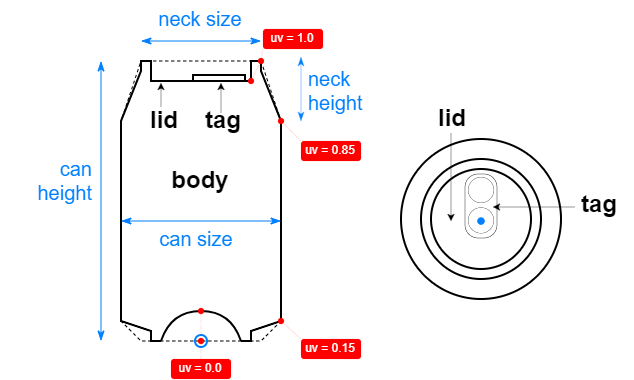 neck size
uv = 1.0
neck
height
lid
tag
uv = 0.85
can
height
body
can size
uv = 0.15
uv = 0.0
lid
tag